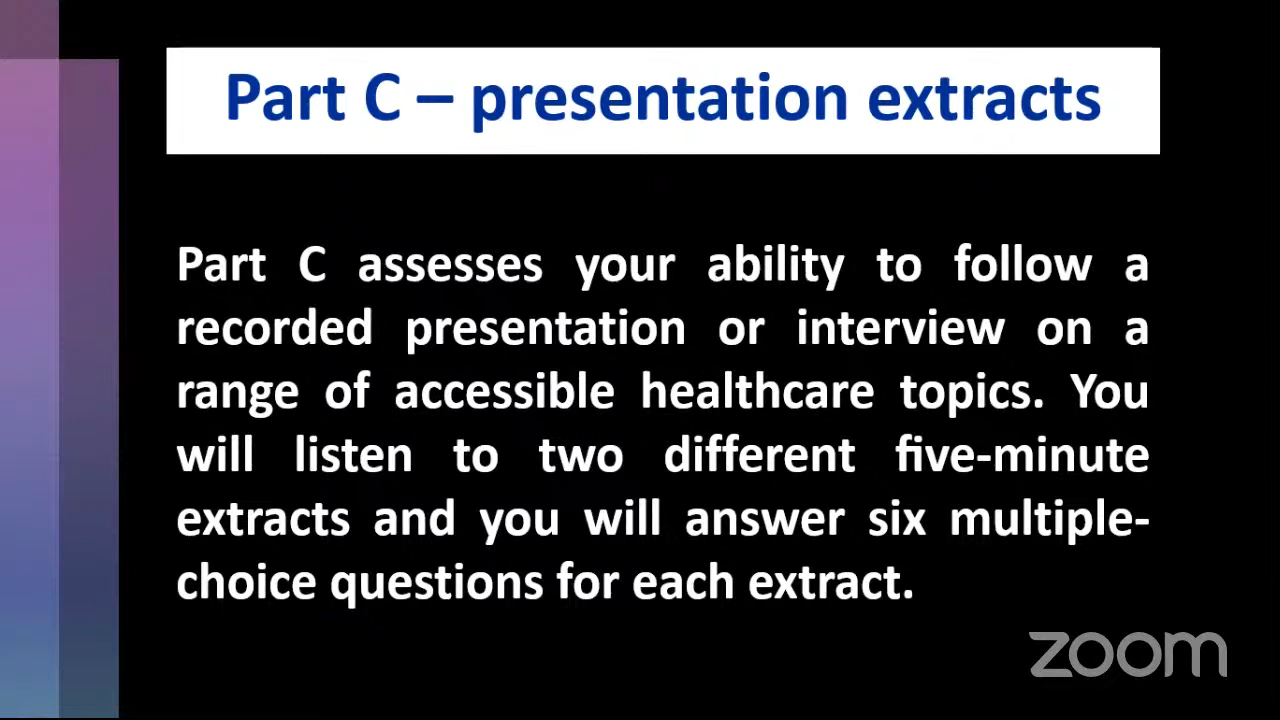 Part C – presentation extracts
Part C assesses your ability to follow a
recorded presentation or interview on a
range of accessible healthcare topics. You
will listen to two different five-minute
extracts and you will answer six multiple-
choice questions for each extract.
zoom